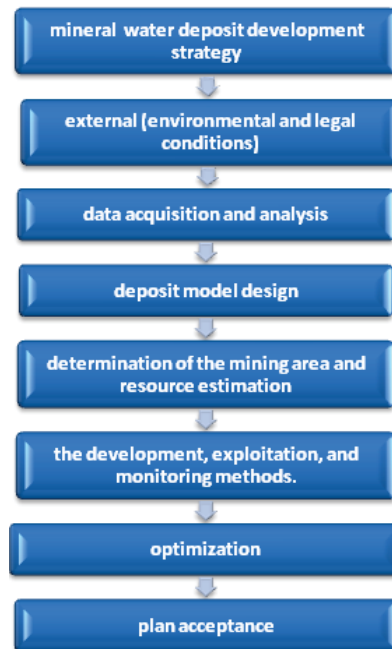 mineral water deposit development
strategy
external (environmental and legal
conditions)
data acquisition and analysis
deposit model design
determination of the mining area and
resource estimation
the development, exploitation, and
monitoring methods.
optimization
plan acceptance